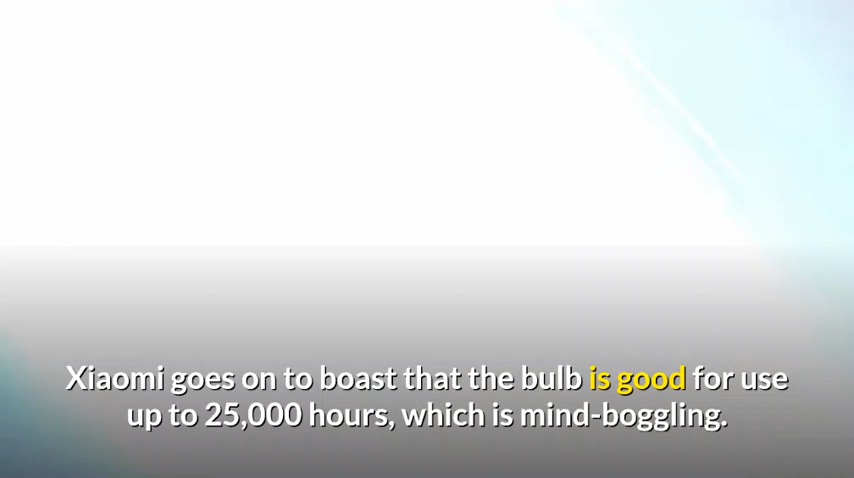 Xiaomi goes on to boast that the bulb is good for use
up to 25,000 hours, which is mind-boggling.